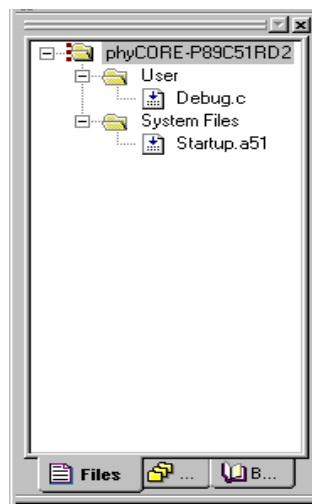 phyCORE-P89C51RD2
User
Debug.c
System Files
Startup.a51
Files ... B...